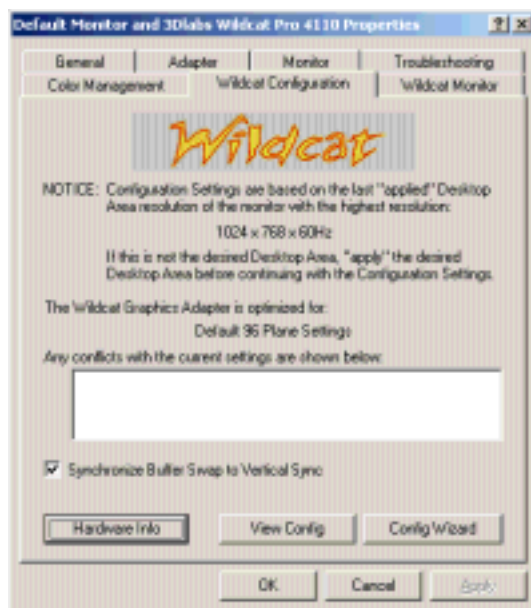 Default Monitor and 3Dlabs Wildcat Pro 4110 Properties
General Adapter Monitor Troubleshooting
Color Management Wildcat Configuration Wildcat Monitor
Wildcat
NOTICE: Configuration Settings are based on the last "applied" Desktop
Area resolution of the monitor with the highest resolution:
1024 x 768 x 60Hz
If this is not the desired Desktop Area, "apply" the desired
Desktop Area before continuing with the Configuration Settings.
The Wildcat Graphics Adapter is optimized for:
Default 96 Plane Settings
Any conflicts with the current settings are shown below:
Synchronize Buffer Swap to Vertical Sync
Hardware Info View Config Config Wizard
OK Cancel Apply